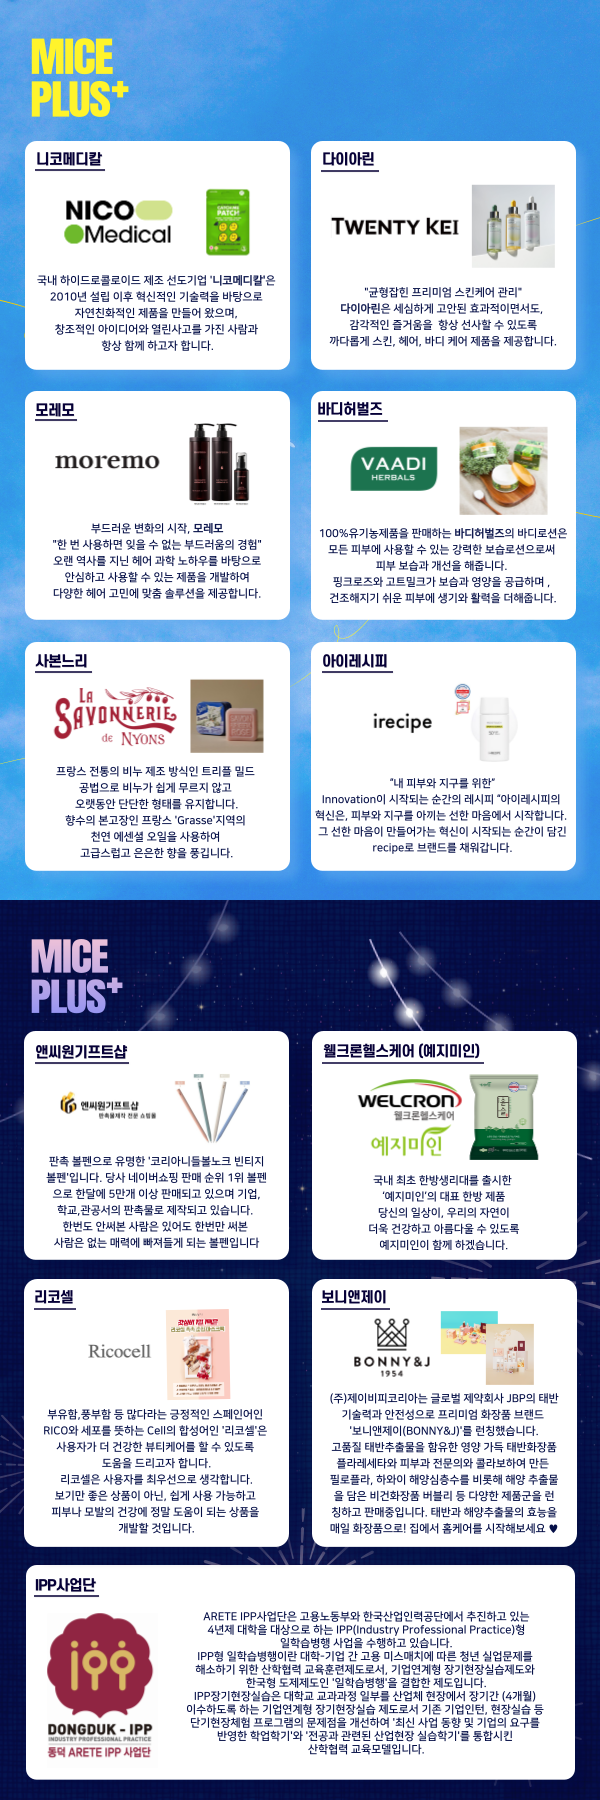 MICE
PLUS+
니코메디칼
NICO
Medical
국내 하이드로콜로이드 제조 선도기업 '니코메디칼'은
2010년 설립 이후 혁신적인 기술력을 바탕으로
자연친화적인 제품을 만들어 왔으며,
창조적인 아이디어와 열린사고를 가진 사람과
항상 함께 하고자 합니다.
다이아린
TWENTY KEI
"균형잡힌 프리미엄 스킨케어 관리"
다이아린은 세심하게 고안된 효과적이면서도,
감각적인 즐거움을 항상 선사할 수 있도록
까다롭게 스킨, 헤어, 바디 케어 제품을 제공합니다.
모레모
moremo
부드러운 변화의 시작, 모레모
"한 번 사용하면 잊을 수 없는 부드러움의 경험"
오랜 역사를 지닌 헤어 과학 노하우를 바탕으로
안심하고 사용할 수 있는 제품을 개발하여
다양한 헤어 고민에 맞춤 솔루션을 제공합니다.
바디허벌즈
VAADI
HERBALS
100%유기농제품을 판매하는 바디허벌즈의 바디로션은
모든 피부에 사용할 수 있는 강력한 보습로션으로써
피부 보습과 개선을 해줍니다.
핑크로즈와 고트밀크가 보습과 영양을 공급하며 ,
건조해지기 쉬운 피부에 생기와 활력을 더해줍니다.
사본느리
LA
SAVONNERIE
de NYONS
프랑스 전통의 비누 제조 방식인 트리플 밀드
공법으로 비누가 쉽게 무르지 않고
오랫동안 단단한 형태를 유지합니다.
향수의 본고장인 프랑스 'Grasse'지역의
천연 에센셜 오일을 사용하여
고급스럽고 은은한 향을 풍깁니다.
아이레시피
irecipe
"내 피부와 지구를 위한"
Innovation이 시작되는 순간의 레시피 "아이레시피의
혁신은, 피부와 지구를 아끼는 선한 마음에서 시작합니다.
그 선한 마음이 만들어가는 혁신이 시작되는 순간이 담긴
recipe로 브랜드를 채워갑니다.
MICE
PLUS+
앤씨원기프트샵
앤씨원기프트샵
판촉물제작 전문 쇼핑몰
판촉 볼펜으로 유명한 '코리아니들볼노크 빈티지
볼펜'입니다. 당사 네이버쇼핑 판매 순위 1위 볼펜
으로 한달에 5만개 이상 판매되고 있으며 기업,
학교,관공서의 판촉물로 제작되고 있습니다.
한번도 안써본 사람은 있어도 한번만 써본
사람은 없는 매력에 빠져들게 되는 볼펜입니다
웰크론헬스케어 (예지미인)
WELCRON
웰크론헬스케어
예지미인
국내 최초 한방생리대를 출시한
'예지미인'의 대표 한방 제품
당신의 일상이, 우리의 자연이
더욱 건강하고 아름다울 수 있도록
예지미인이 함께 하겠습니다.
리코셀
Ricocell
부유함,풍부함 등 많다라는 긍정적인 스페인어인
RICO와 세포를 뜻하는 Cell의 합성어인 '리코셀'은
사용자가 더 건강한 뷰티케어를 할 수 있도록
도움을 드리고자 합니다.
리코셀은 사용자를 최우선으로 생각합니다.
보기만 좋은 상품이 아닌, 쉽게 사용 가능하고
피부나 모발의 건강에 정말 도움이 되는 상품을
개발할 것입니다.
보니앤제이
BONNY&J
1954
(주)제이비피코리아는 글로벌 제약회사 JBP의 태반
기술력과 안전성으로 프리미엄 화장품 브랜드
'보니앤제이(BONNY&J)'를 런칭했습니다.
고품질 태반추출물을 함유한 영양 가득 태반화장품
플라레세타와 피부과 전문의와 콜라보하여 만든
필로플라, 하와이 해양심층수를 비롯해 해양 추출물
을 담은 비건화장품 버블리 등 다양한 제품군을 런
칭하고 판매중입니다. 태반과 해양추출물의 효능을
매일 화장품으로! 집에서 홈케어를 시작해보세요 ♥
IPP사업단
ipp
DONGDUK - IPP
INDUSTRY PROFESSIONAL PRACTICE
동덕 ARETE IPP 사업단
ARETE IPP사업단은 고용노동부와 한국산업인력공단에서 추진하고 있는
4년제 대학을 대상으로 하는 IPP(Industry Professional Practice)형
일학습병행 사업을 수행하고 있습니다.
IPP형 일학습병행이란 대학-기업 간 고용 미스매치에 따른 청년 실업문제를
해소하기 위한 산학협력 교육훈련제도로서, 기업연계형 장기현장실습제도와
한국형 도제제도인 '일학습병행'을 결합한 제도입니다.
IPP장기현장실습은 대학교 교과과정 일부를 산업체 현장에서 장기간 (4개월)
이수하도록 하는 기업연계형 장기현장실습 제도로서 기존 기업인턴, 현장실습 등
단기현장체험 프로그램의 문제점을 개선하여 '최신 사업 동향 및 기업의 요구를
반영한 학업학기'와 '전공과 관련된 산업현장 실습학기'를 통합시킨
산학협력 교육모델입니다.